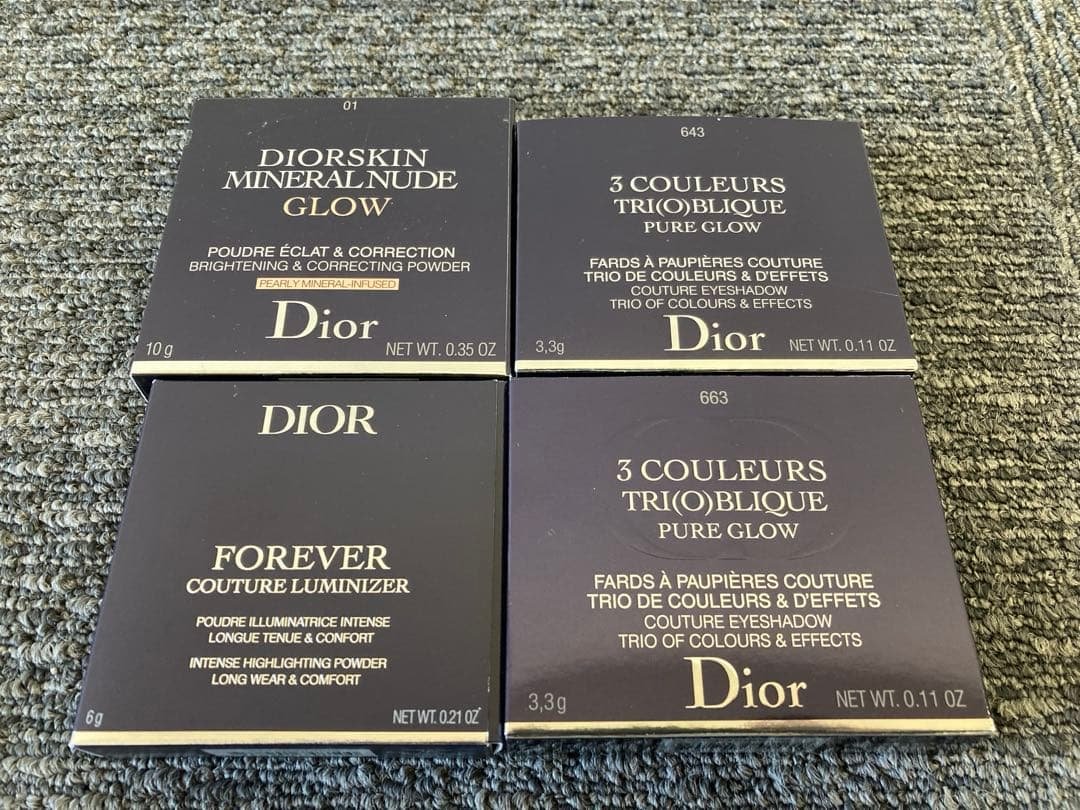 01
DIORSKIN
MINERAL NUDE
GLOW
POUDRE ÉCLAT & CORRECTION
BRIGHTENING & CORRECTING POWDER
PEARLY MINERAL-INFUSED
Dior
10 g
NET WT. 0.35 OZ
643
3 COULEURS
TRI(O)BLIQUE
PURE GLOW
FARDS À PAUPIÈRES COUTURE
TRIO DE COULEURS & D'EFFETS
COUTURE EYESHADOW
TRIO OF COLOURS & EFFECTS
Dior
3,3g
NET WT. 0.11 OZ
DIOR
FOREVER
COUTURE LUMINIZER
POUDRE ILLUMINATRICE INTENSE
LONGUE TENUE & CONFORT
INTENSE HIGHLIGHTING POWDER
LONG WEAR & COMFORT
6g
NET WT. 0.21 OZ
663
3 COULEURS
TRI(O)BLIQUE
PURE GLOW
FARDS À PAUPIÈRES COUTURE
TRIO DE COULEURS & D'EFFETS
COUTURE EYESHADOW
TRIO OF COLOURS & EFFECTS
Dior
3,3g
NET WT. 0.11 OZ